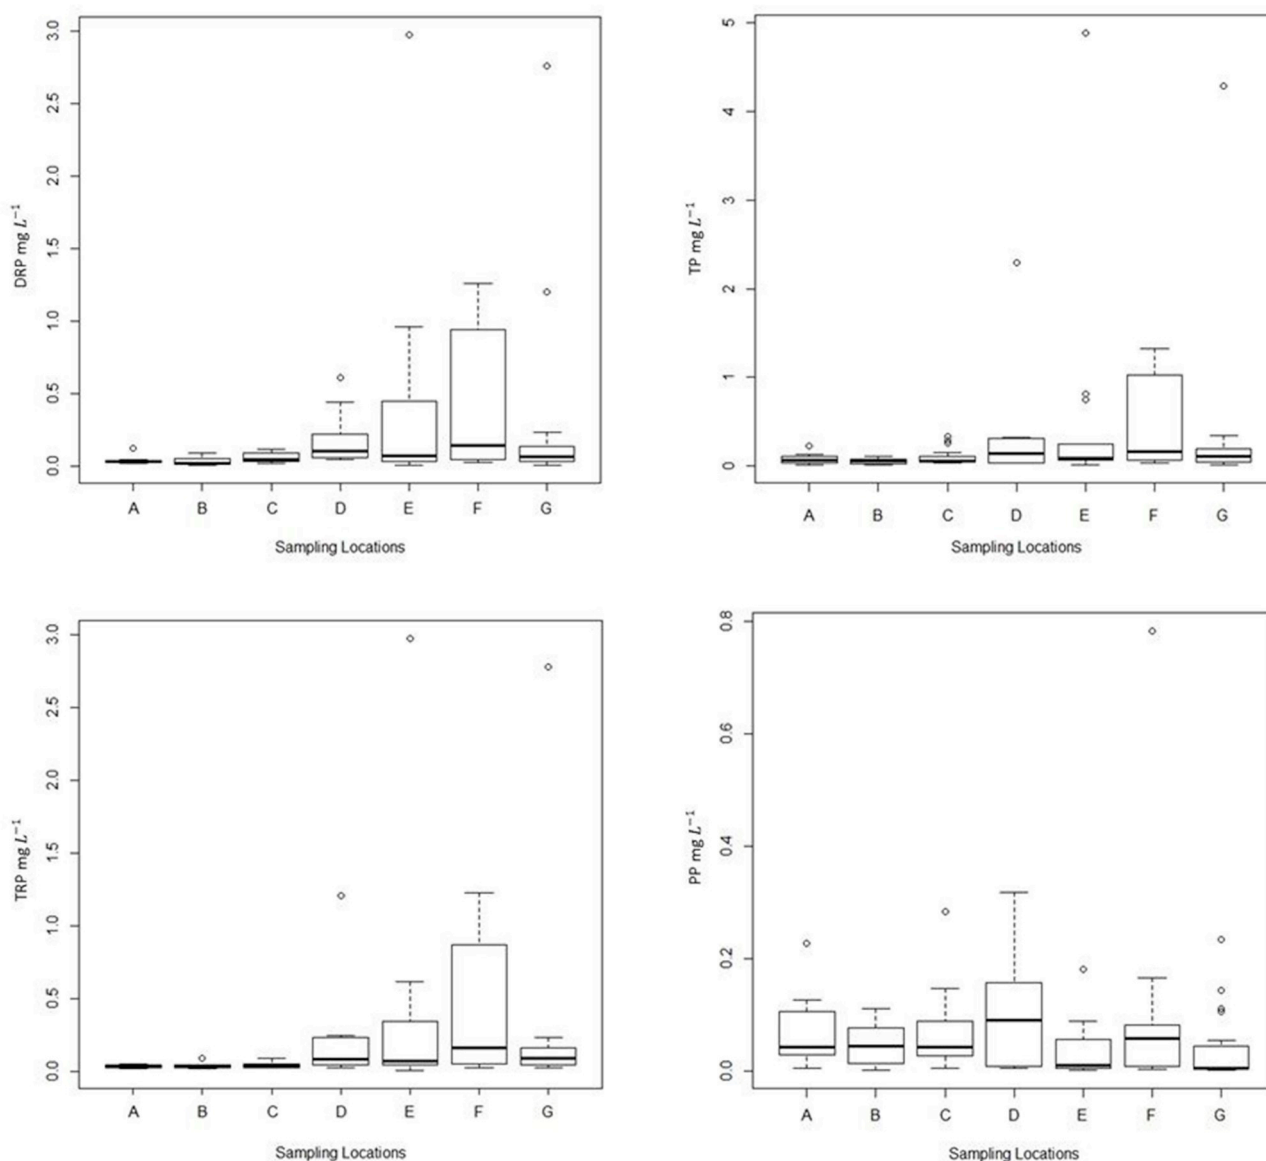 DRP mg L⁻¹
3.0
2.5
2.0
1.5
1.0
0.5
0.0
A B C D E F G
Sampling Locations
TP mg L⁻¹
5
4
3
2
1
0
A B C D E F G
Sampling Locations
TRP mg L⁻¹
3.0
2.5
2.0
1.5
1.0
0.5
0.0
A B C D E F G
Sampling Locations
PP mg L⁻¹
0.8
0.6
0.4
0.2
0.0
A B C D E F G
Sampling Locations